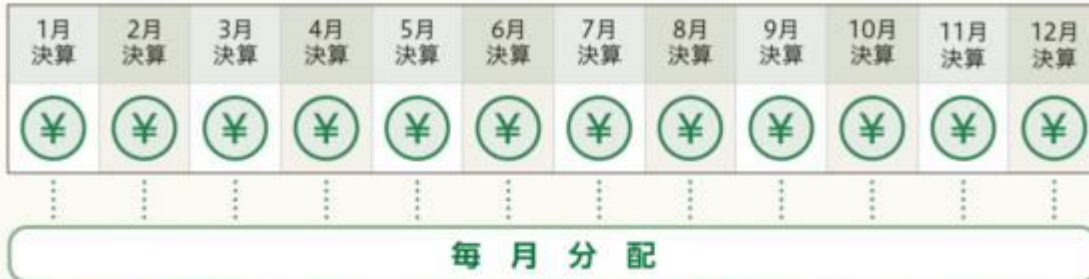 1月 2月 3月 4月 5月 6月 7月 8月 9月 10月 11月 12月
決算 決算 決算 決算 決算 決算 決算 決算 決算 決算 決算 決算
¥ ¥ ¥ ¥ ¥ ¥ ¥ ¥ ¥ ¥ ¥ ¥
毎月分配